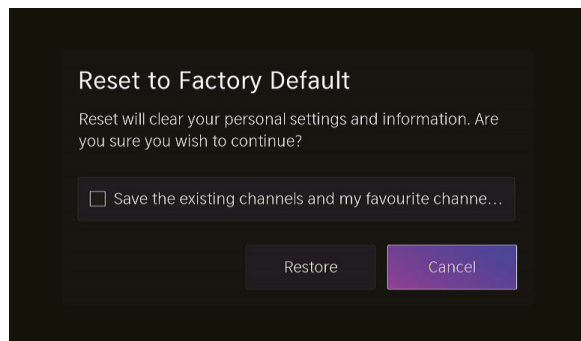 Reset to Factory Default
Reset will clear your personal settings and information. Are
you sure you wish to continue?
Save the existing channels and my favourite channe...
Restore
Cancel